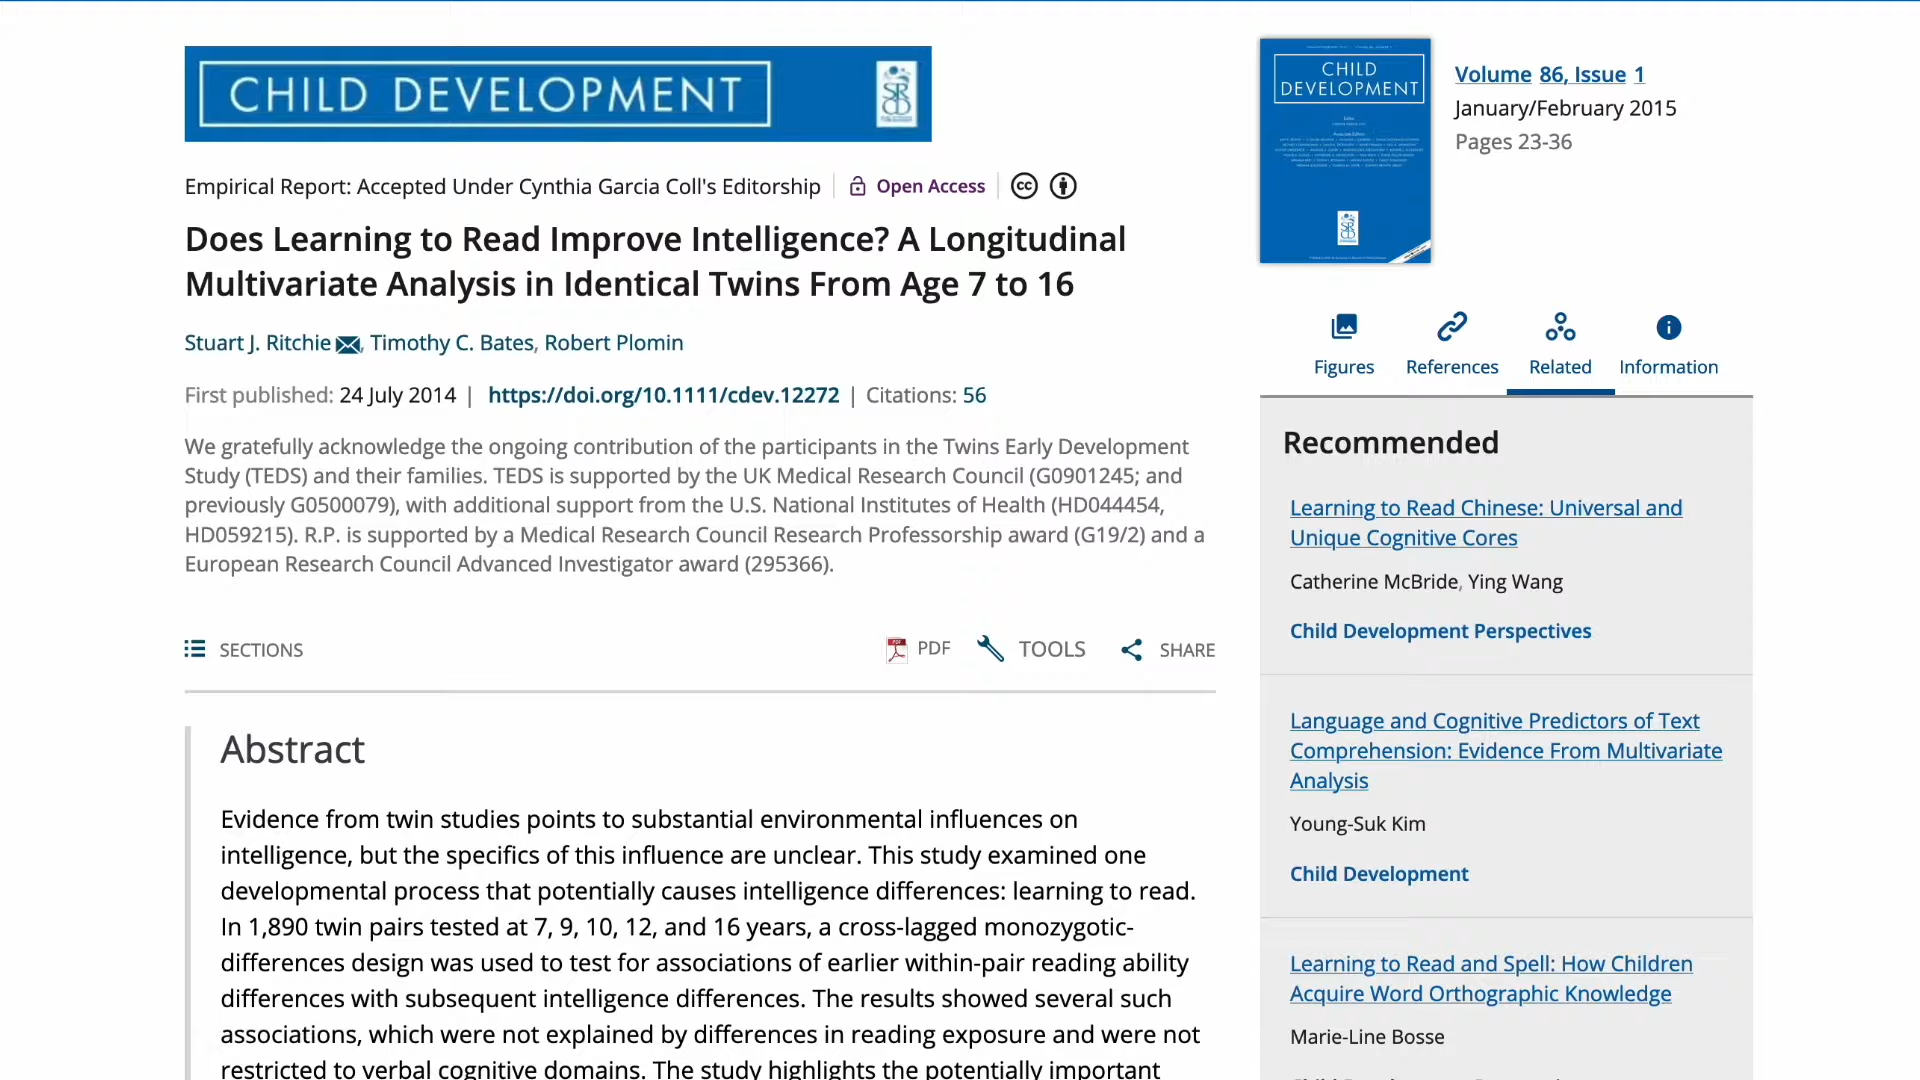 CHILD DEVELOPMENT
Empirical Report: Accepted Under Cynthia Garcia Coll's Editorship
Open Access
Does Learning to Read Improve Intelligence? A Longitudinal
Multivariate Analysis in Identical Twins From Age 7 to 16
Stuart J. Ritchie, Timothy C. Bates, Robert Plomin
First published: 24 July 2014 | https://doi.org/10.1111/cdev.12272 | Citations: 56
We gratefully acknowledge the ongoing contribution of the participants in the Twins Early Development
Study (TEDS) and their families. TEDS is supported by the UK Medical Research Council (G0901245; and
previously G0500079), with additional support from the U.S. National Institutes of Health (HD044454,
HD059215). R.P. is supported by a Medical Research Council Research Professorship award (G19/2) and a
European Research Council Advanced Investigator award (295366).
SECTIONS
PDF
TOOLS
SHARE
Abstract
Evidence from twin studies points to substantial environmental influences on
intelligence, but the specifics of this influence are unclear. This study examined one
developmental process that potentially causes intelligence differences: learning to read.
In 1,890 twin pairs tested at 7, 9, 10, 12, and 16 years, a cross-lagged monozygotic-
differences design was used to test for associations of earlier within-pair reading ability
differences with subsequent intelligence differences. The results showed several such
associations, which were not explained by differences in reading exposure and were not
restricted to verbal cognitive domains. The study highlights the potentially important
CHILD
DEVELOPMENT
Volume 86, Issue 1
January/February 2015
Pages 23-36
Figures
References
Related
Information
Recommended
Learning to Read Chinese: Universal and
Unique Cognitive Cores
Catherine McBride, Ying Wang
Child Development Perspectives
Language and Cognitive Predictors of Text
Comprehension: Evidence From Multivariate
Analysis
Young-Suk Kim
Child Development
Learning to Read and Spell: How Children
Acquire Word Orthographic Knowledge
Marie-Line Bosse